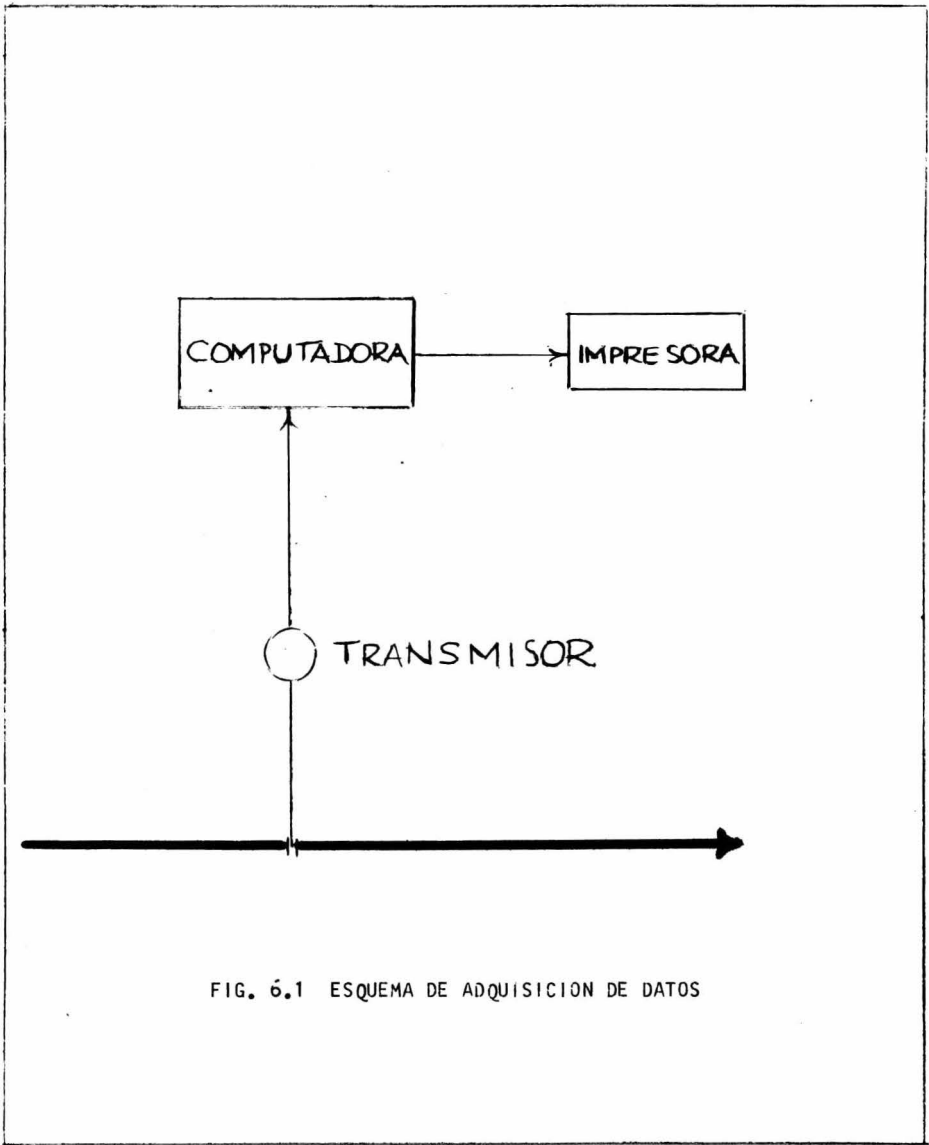 COMPUTADORA
IMPRESORA
TRANSMISOR
FIG. 6.1 ESQUEMA DE ADQUISICION DE DATOS